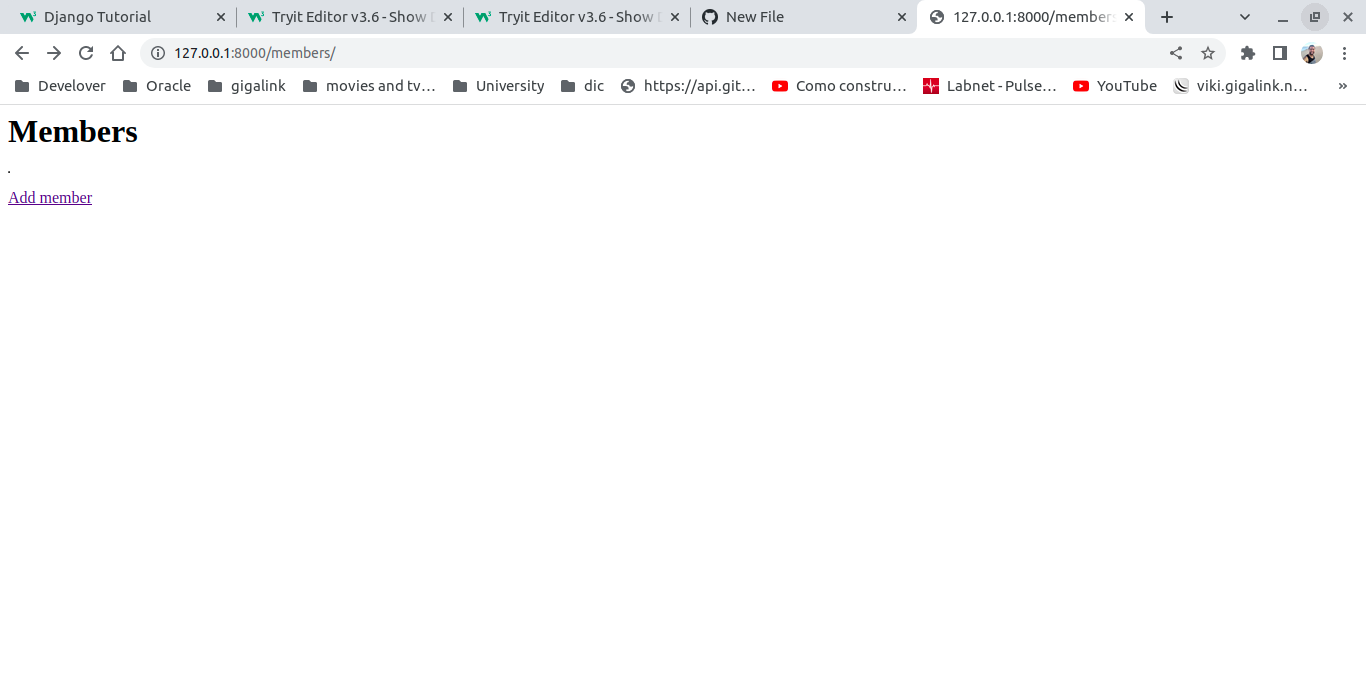 Django Tutorial
Tryit Editor v3.6 - Show D
Tryit Editor v3.6 - Show D
New File
127.0.0.1:8000/members
127.0.0.1:8000/members/
Develover
Oracle
gigalink
movies and tv…
University
dic
https://api.git…
Como constru…
Labnet - Pulse…
YouTube
viki.gigalink.n…
»
Members
.
Add member